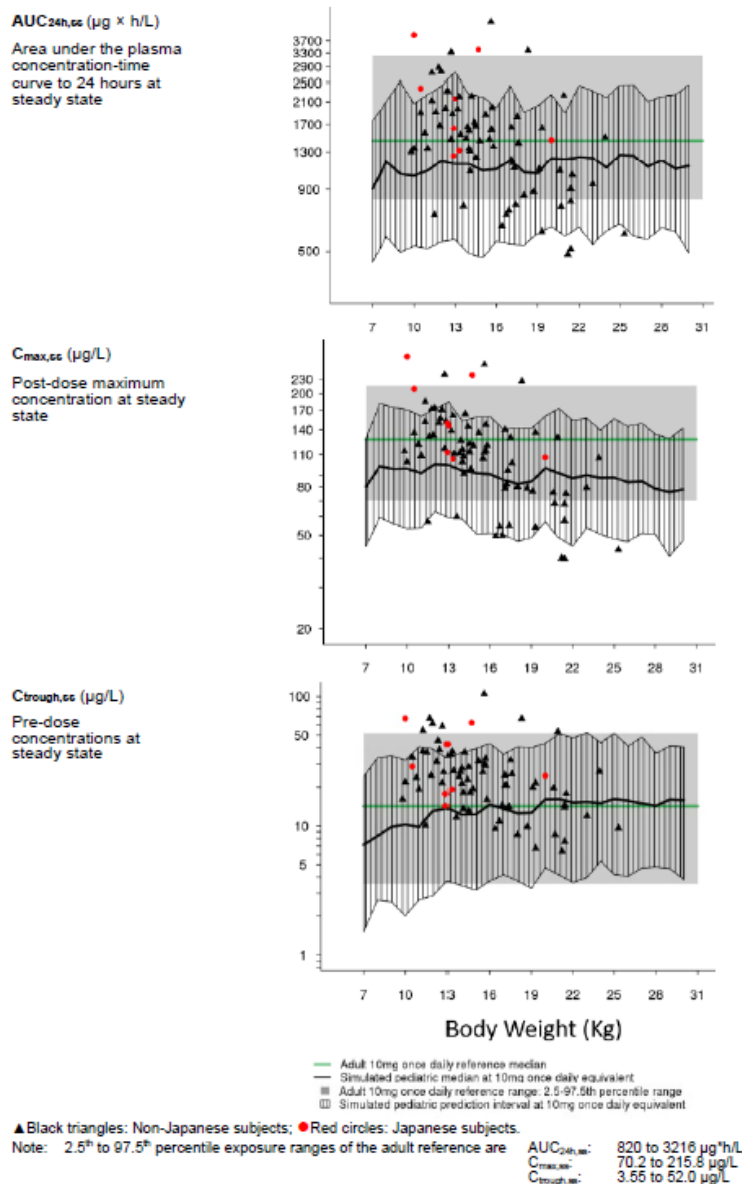 AUC24h,ss (µg × h/L)
Area under the plasma
concentration-time
curve to 24 hours at
steady state
3700
3300
2900
2500
2100
1700
1300
900
500
7 10 13 16 19 22 25 28 31
Cmax,ss (µg/L)
Post-dose maximum
concentration at steady
state
230
200
170
140
110
80
50
20
7 10 13 16 19 22 25 28 31
Ctrough,ss (µg/L)
Pre-dose
concentrations at
steady state
100
50
10
5
1
7 10 13 16 19 22 25 28 31
Body Weight (Kg)
Adult 10mg once daily reference median
Simulated pediatric median at 10mg once daily equivalent
Adult 10mg once daily reference range: 2.5-97.5th percentile range
Simulated pediatric prediction interval at 10mg once daily equivalent
▲Black triangles: Non-Japanese subjects; ●Red circles: Japanese subjects.
Note: 2.5th to 97.5th percentile exposure ranges of the adult reference are AUC24h,ss: 820 to 3216 µg*h/L
Cmax,ss: 70.2 to 215.8 µg/L
Ctrough,ss: 3.55 to 52.0 µg/L